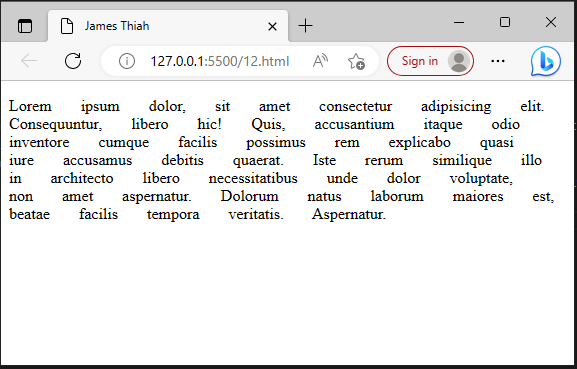 James Thiah
127.0.0.1:5500/12.html
Sign in
Lorem ipsum dolor, sit amet consectetur adipisicing elit.
Consequuntur, libero hic! Quis, accusantium itaque odio
inventore cumque facilis possimus rem explicabo quasi
iure accusamus debitis quaerat. Iste rerum similique illo
in architecto libero necessitatibus unde dolor voluptate,
non amet aspernatur. Dolorum natus laborum maiores est,
beatae facilis tempora veritatis. Aspernatur.